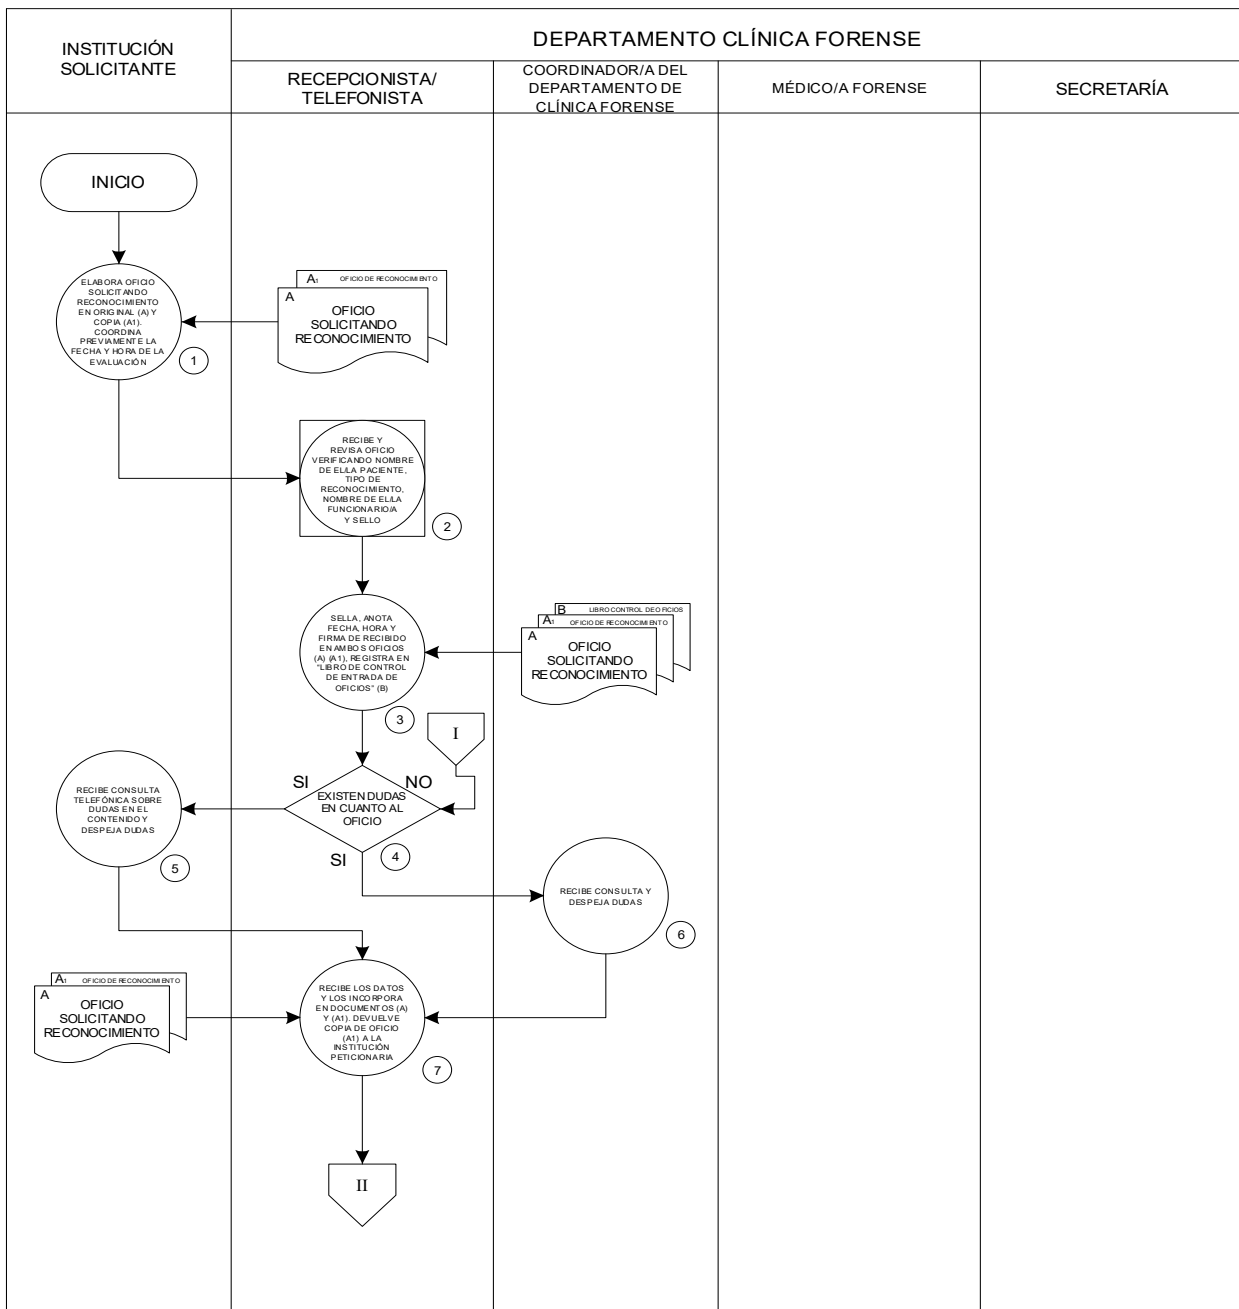 INSTITUCIÓN
SOLICITANTE
DEPARTAMENTO CLÍNICA FORENSE
RECEPCIONISTA/
TELEFONISTA
COORDINADOR/A DEL
DEPARTAMENTO DE
CLÍNICA FORENSE
MÉDICO/A FORENSE
SECRETARÍA
INICIO
ELABORA OFICIO
SOLICITANDO
RECONOCIMIENTO
EN ORIGINAL (A) Y
COPIA (A1).
COORDINA
PREVIAMENTE LA
FECHA Y HORA DE LA
EVALUACIÓN
1
A1 OFICIO DE RECONOCIMIENTO
A
OFICIO
SOLICITANDO
RECONOCIMIENTO
RECIBE Y
REVISA OFICIO
VERIFICANDO NOMBRE
DE EL/LA PACIENTE,
TIPO DE
RECONOCIMIENTO,
NOMBRE DE EL/LA
FUNCIONARIO/A
Y SELLO
2
SELLA, ANOTA
FECHA, HORA Y
FIRMA DE RECIBIDO
EN AMBOS OFICIOS
(A) (A1), REGISTRA EN
"LIBRO DE CONTROL
DE ENTRADA DE
OFICIOS" (B)
3
B LIBRO CONTROL DE OFICIOS
A1 OFICIO DE RECONOCIMIENTO
A
OFICIO
SOLICITANDO
RECONOCIMIENTO
I
SI
NO
EXISTEN DUDAS
EN CUANTO AL
OFICIO
SI
4
RECIBE CONSULTA
TELEFÓNICA SOBRE
DUDAS EN EL
CONTENIDO Y
DESPEJA DUDAS
5
RECIBE CONSULTA Y
DESPEJA DUDAS
6
A1 OFICIO DE RECONOCIMIENTO
A
OFICIO
SOLICITANDO
RECONOCIMIENTO
RECIBE LOS DATOS
Y LOS INCORPORA
EN DOCUMENTOS (A)
Y (A1). DEVUELVE
COPIA DE OFICIO
(A1) A LA
INSTITUCIÓN
PETICIONARIA
7
II